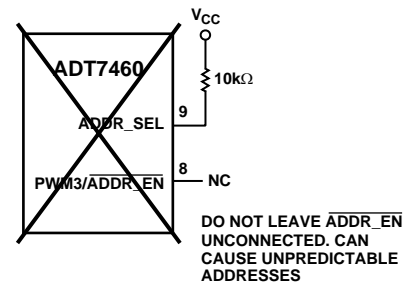 VCC
ADT7460
10kΩ
9
ADDR_SEL
8
PWM3/ADDR_EN
NC
DO NOT LEAVE ADDR_EN
UNCONNECTED. CAN
CAUSE UNPREDICTABLE
ADDRESSES